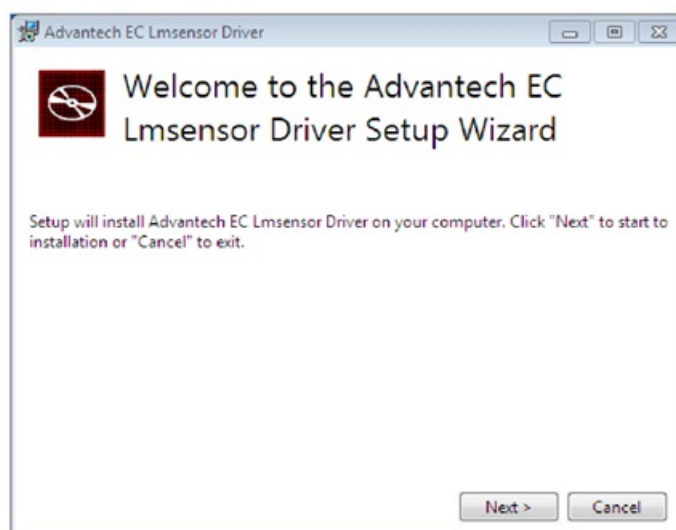 Advantech EC Lmsensor Driver
Welcome to the Advantech EC
Lmsensor Driver Setup Wizard
Setup will install Advantech EC Lmsensor Driver on your computer. Click "Next" to start to
installation or "Cancel" to exit.
Next >
Cancel